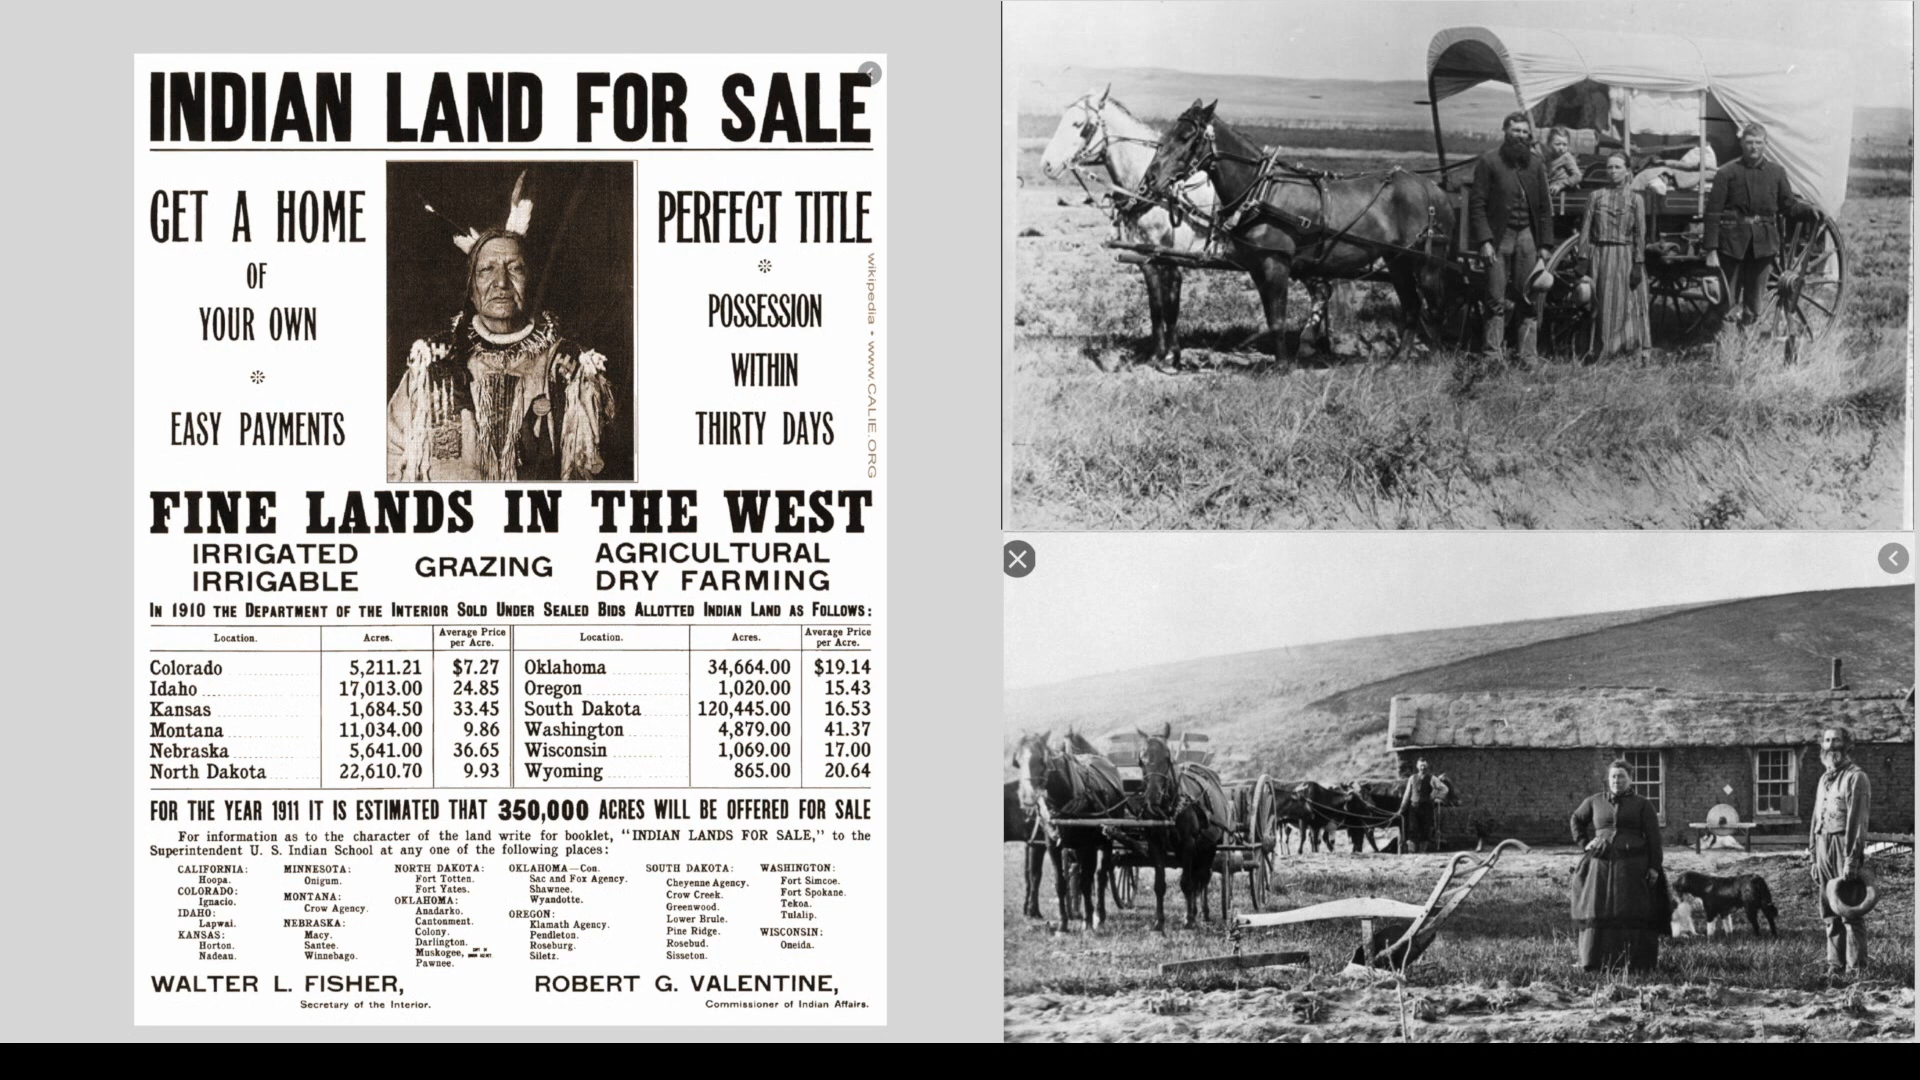 INDIAN LAND FOR SALE
GET A HOME
OF
YOUR OWN
EASY PAYMENTS
PERFECT TITLE
POSSESSION
WITHIN
THIRTY DAYS
wikipedia • www.CALIE.ORG
FINE LANDS IN THE WEST
IRRIGATED
IRRIGABLE
GRAZING
AGRICULTURAL
DRY FARMING
IN 1910 THE DEPARTMENT OF THE INTERIOR SOLD UNDER SEALED BIDS ALLOTTED INDIAN LAND AS FOLLOWS:
Location. Acres. Average Price per Acre. Location. Acres. Average Price per Acre.
Colorado 5,211.21 $7.27 Oklahoma 34,664.00 $19.14
Idaho 17,013.00 24.85 Oregon 1,020.00 15.43
Kansas 1,684.50 33.45 South Dakota 120,445.00 16.53
Montana 11,034.00 9.86 Washington 4,879.00 41.37
Nebraska 5,641.00 36.65 Wisconsin 1,069.00 17.00
North Dakota 22,610.70 9.93 Wyoming 865.00 20.64
FOR THE YEAR 1911 IT IS ESTIMATED THAT 350,000 ACRES WILL BE OFFERED FOR SALE
For information as to the character of the land write for booklet, "INDIAN LANDS FOR SALE," to the
Superintendent U. S. Indian School at any one of the following places:
CALIFORNIA:
Hoopa.
COLORADO:
Ignacio.
IDAHO:
Lapwai.
KANSAS:
Horton.
Nadeau.
MINNESOTA:
Onigum.
MONTANA:
Crow Agency.
NEBRASKA:
Macy.
Santee.
Winnebago.
NORTH DAKOTA:
Fort Totten.
Fort Yates.
OKLAHOMA:
Anadarko.
Cantonment.
Colony.
Darlington.
Muskogee,
Pawnee.
OKLAHOMA—Con.
Sac and Fox Agency.
Shawnee.
Wyandotte.
OREGON:
Klamath Agency.
Pendleton.
Roseburg.
Siletz.
SOUTH DAKOTA:
Cheyenne Agency.
Crow Creek.
Greenwood.
Lower Brule.
Pine Ridge.
Rosebud.
Sisseton.
WASHINGTON:
Fort Simcoe.
Fort Spokane.
Tekoa.
Tulalip.
WISCONSIN:
Oneida.
WALTER L. FISHER,
Secretary of the Interior.
ROBERT G. VALENTINE,
Commissioner of Indian Affairs.